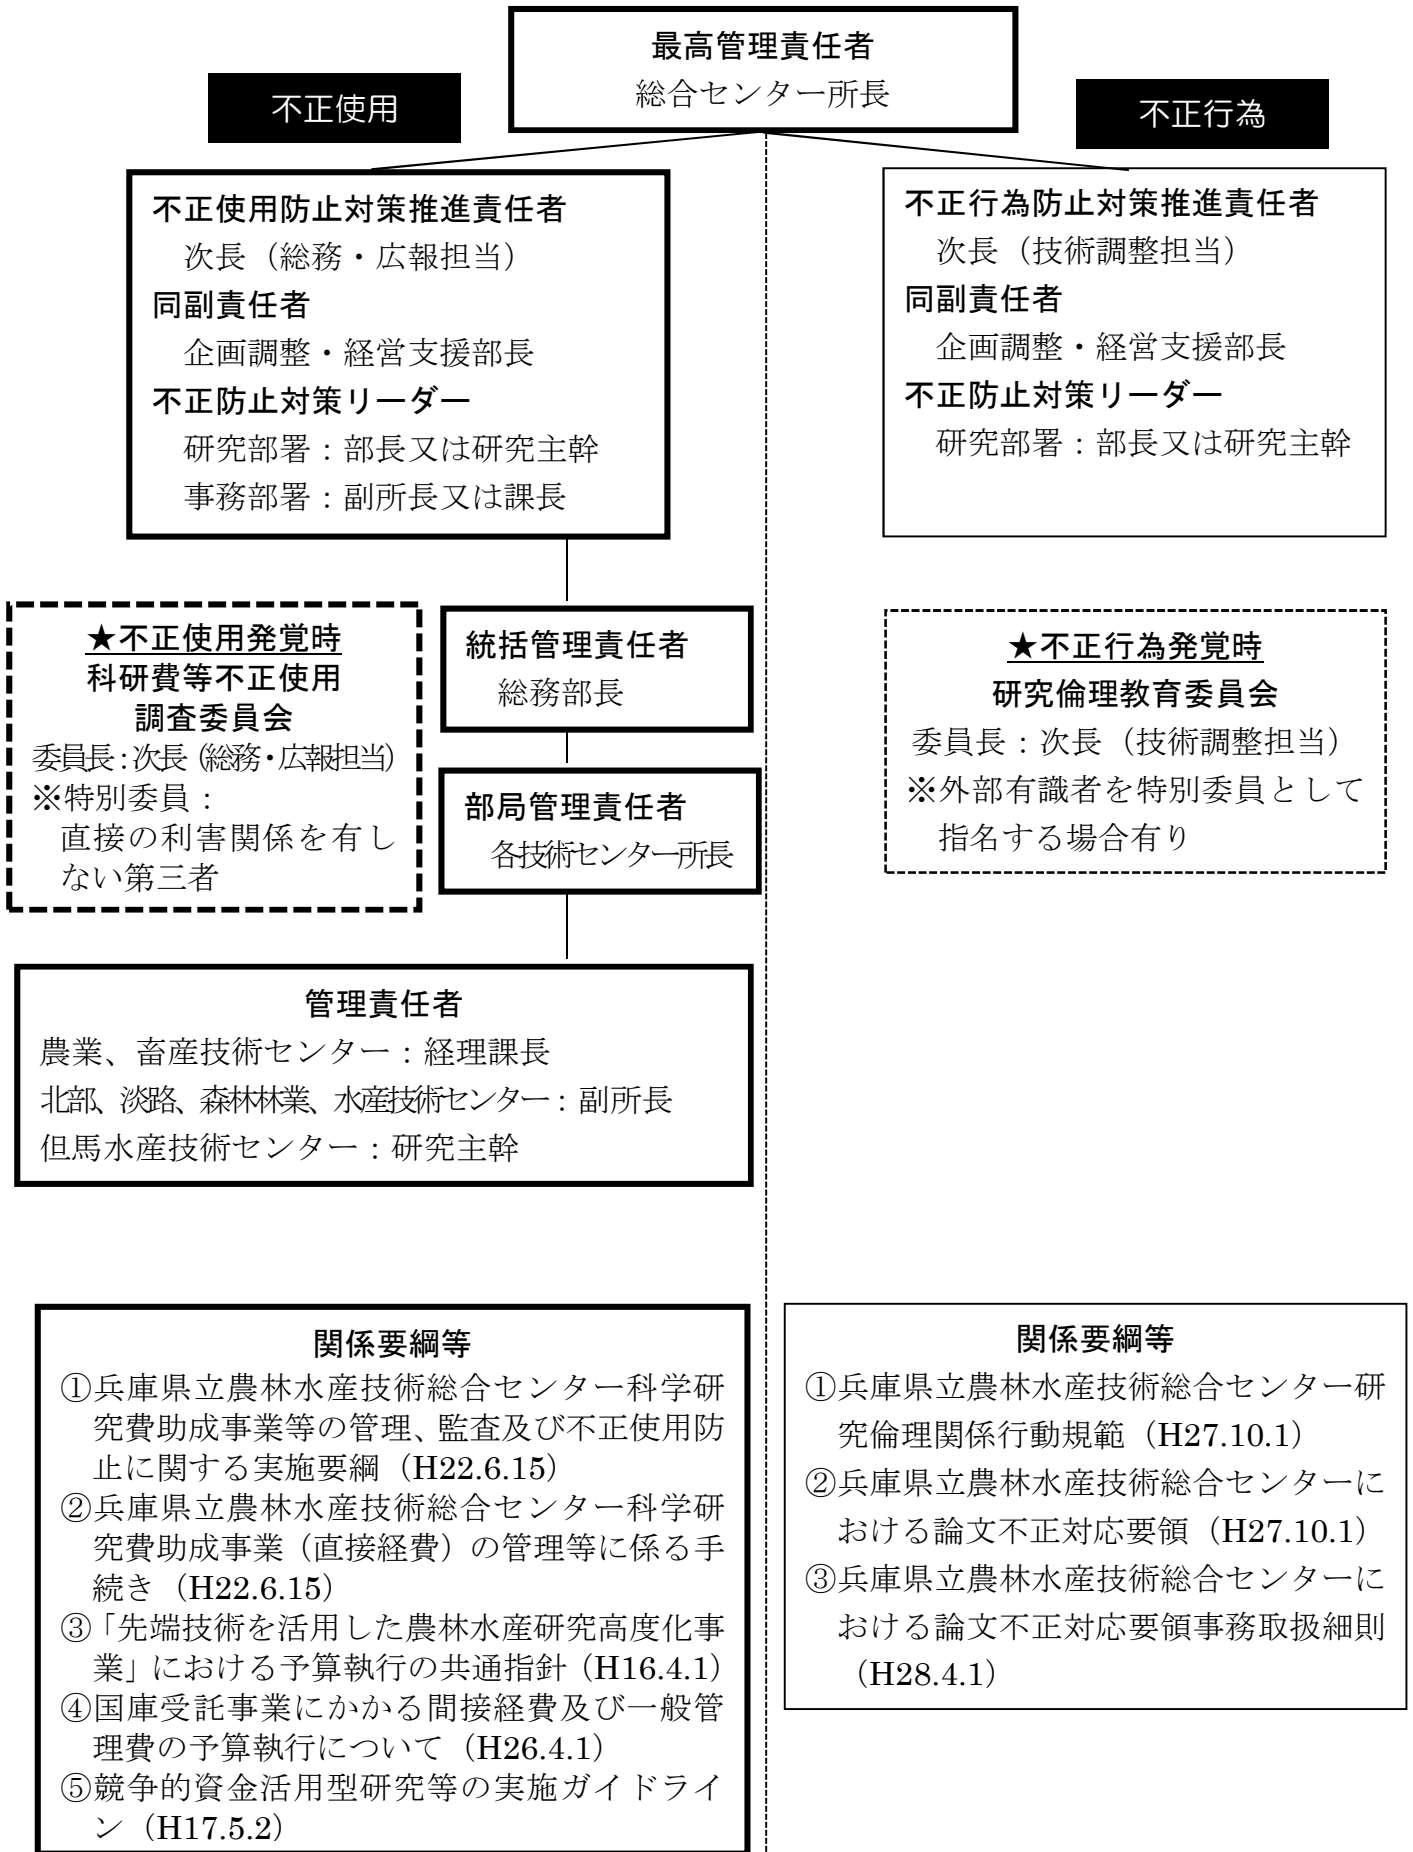 最高管理責任者
総合センター所長
不正使用
不正行為
不正使用防止対策推進責任者
次長（総務・広報担当）
同副責任者
企画調整・経営支援部長
不正防止対策リーダー
研究部署：部長又は研究主幹
事務部署：副所長又は課長
不正行為防止対策推進責任者
次長（技術調整担当）
同副責任者
企画調整・経営支援部長
不正防止対策リーダー
研究部署：部長又は研究主幹
★不正使用発覚時
科研費等不正使用
調査委員会
委員長：次長（総務・広報担当）
※特別委員：
直接の利害関係を有し
ない第三者
統括管理責任者
総務部長
部局管理責任者
各技術センター所長
★不正行為発覚時
研究倫理教育委員会
委員長：次長（技術調整担当）
※外部有識者を特別委員として
指名する場合有り
管理責任者
農業、畜産技術センター：経理課長
北部、淡路、森林林業、水産技術センター：副所長
但馬水産技術センター：研究主幹
関係要綱等
①兵庫県立農林水産技術総合センター科学研
究費助成事業等の管理、監査及び不正使用防
止に関する実施要綱（H22.6.15）
②兵庫県立農林水産技術総合センター科学研
究費助成事業（直接経費）の管理等に係る手
続き（H22.6.15）
③「先端技術を活用した農林水産研究高度化事
業」における予算執行の共通指針（H16.4.1）
④国庫受託事業にかかる間接経費及び一般管
理費の予算執行について（H26.4.1）
⑤競争的資金活用型研究等の実施ガイドライ
ン（H17.5.2）
関係要綱等
①兵庫県立農林水産技術総合センター研
究倫理関係行動規範（H27.10.1）
②兵庫県立農林水産技術総合センターに
おける論文不正対応要領（H27.10.1）
③兵庫県立農林水産技術総合センターに
おける論文不正対応要領事務取扱細則
（H28.4.1）